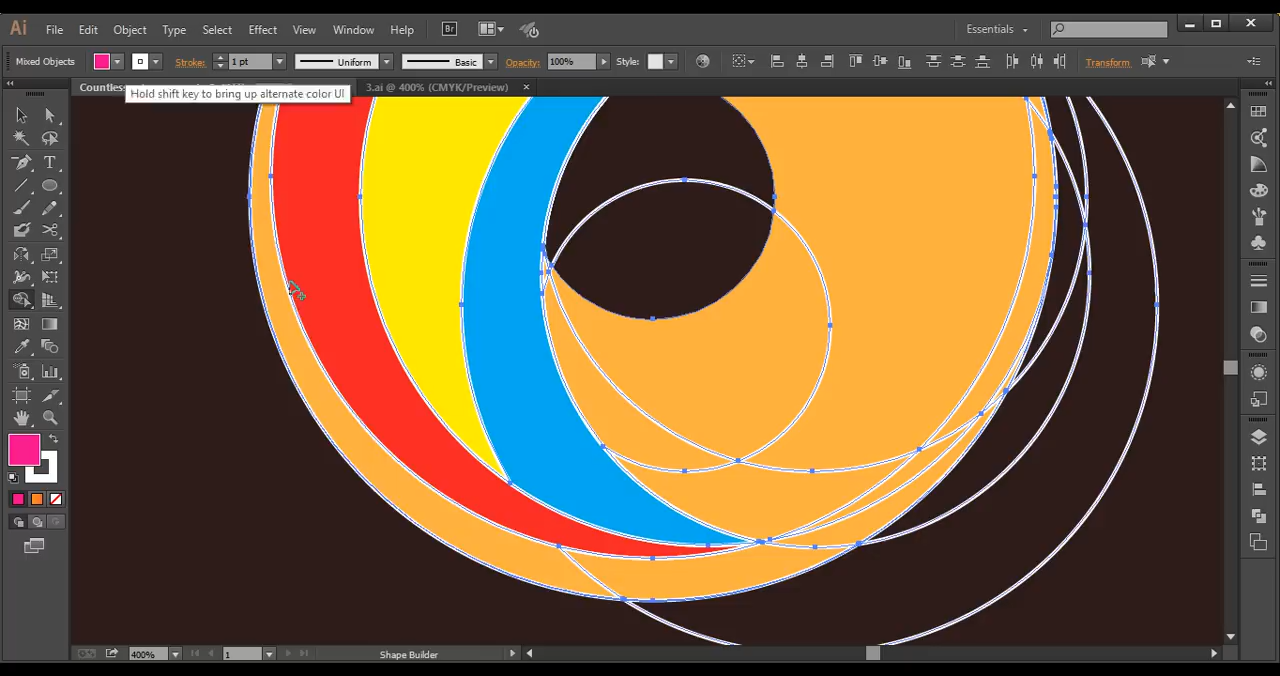 Ai File Edit Object Type Select Effect View Window Help Br Essentials
Mixed Objects Stroke: 1 pt Uniform Basic Opacity: 100% Style: Transform
Countless 3.ai @ 400% (CMYK/Preview) ×
Hold shift key to bring up alternate color UI
T
400% 1 Shape Builder